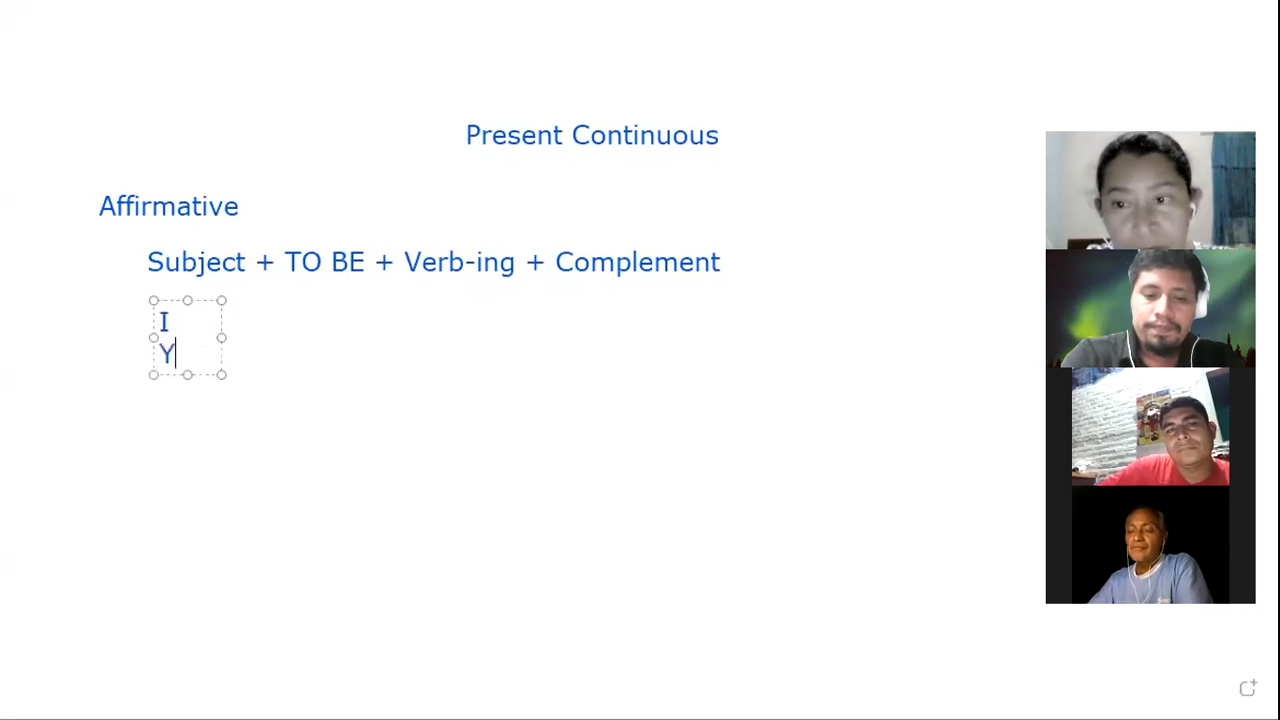 Present Continuous
Affirmative
Subject + TO BE + Verb-ing + Complement
I
Y